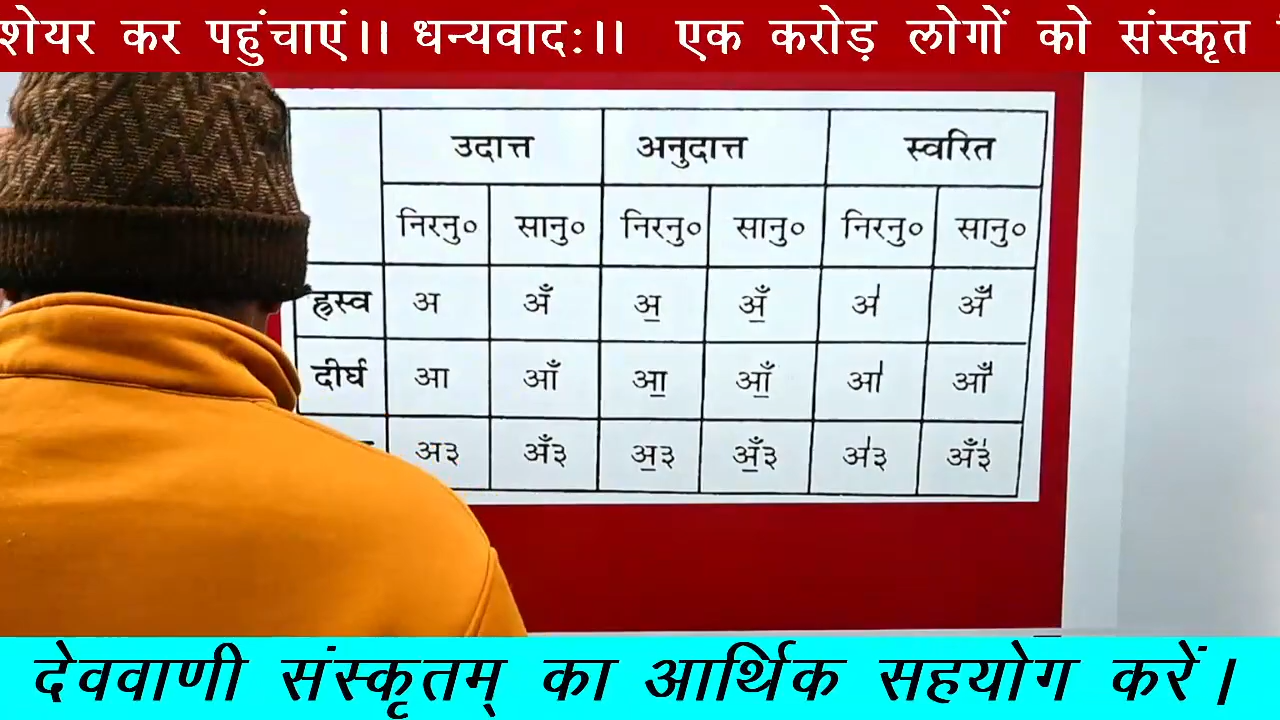 शेयर कर पहुंचाएं।। धन्यवादः।। एक करोड़ लोगों को संस्कृत
उदात्त अनुदात्त स्वरित
निरनु० सानु० निरनु० सानु० निरनु० सानु०
ह्रस्व अ अँ अ॒ अँ॒ अ॑ अँ॑
दीर्घ आ आँ आ॒ आँ॒ आ॑ आँ॑
अ३ अँ३ अ॒३ अँ॒३ अ॑३ अँ३॑
देववाणी संस्कृतम् का आर्थिक सहयोग करें।